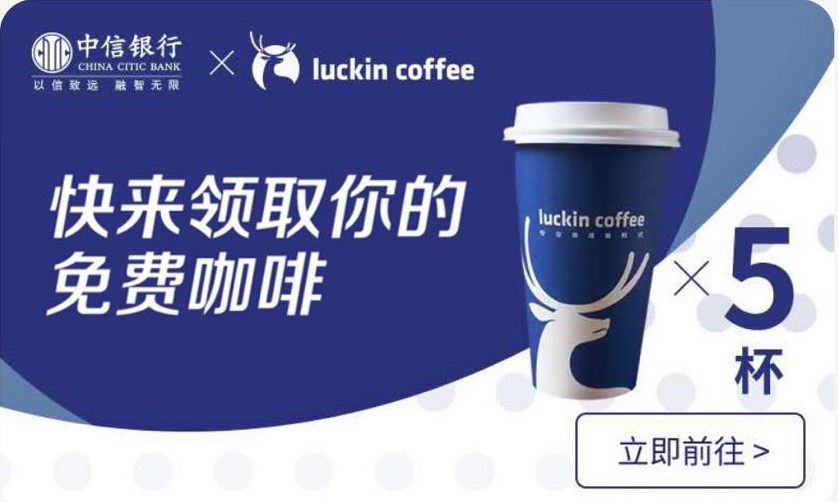 中信银行
CHINA CITIC BANK
以信致远 融智无限
×
luckin coffee
快来领取你的
免费咖啡
luckin coffee
× 5
杯
立即前往 >